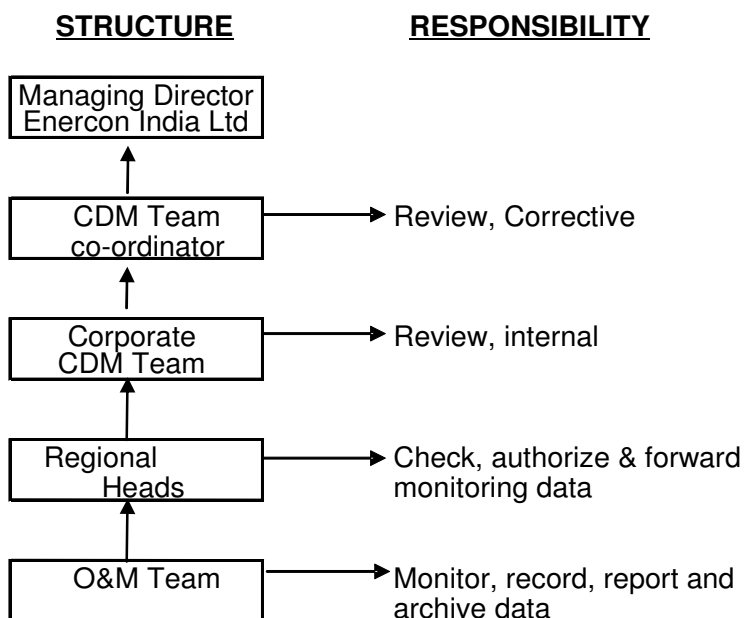 STRUCTURE RESPONSIBILITY
Managing Director
Enercon India Ltd
CDM Team
co-ordinator
Review, Corrective
Corporate
CDM Team
Review, internal
Regional
Heads
Check, authorize & forward
monitoring data
O&M Team
Monitor, record, report and
archive data